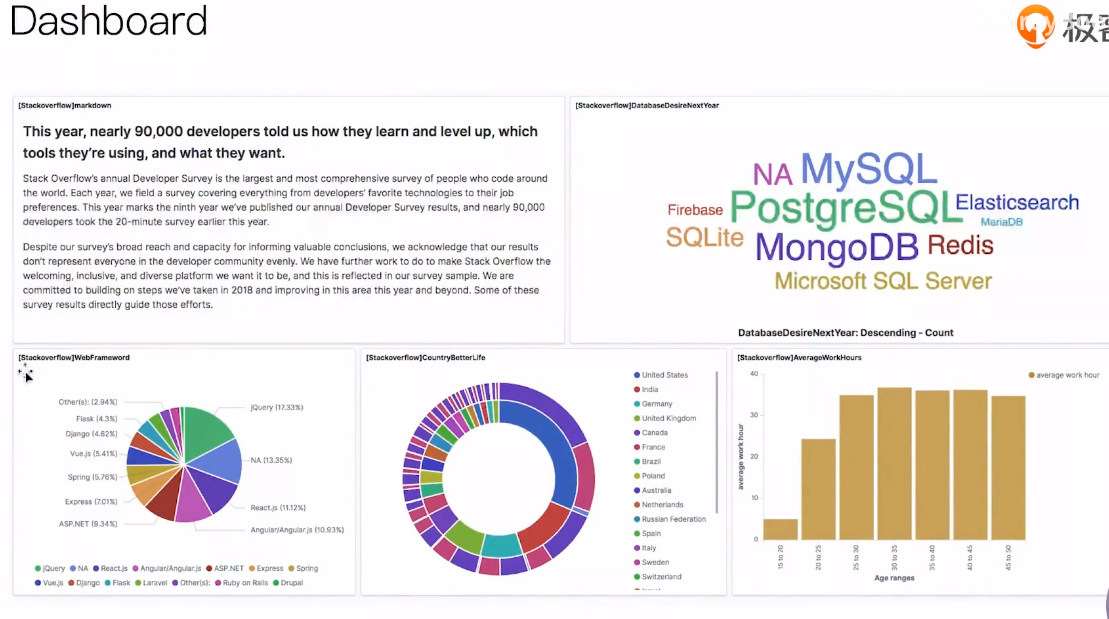 Dashboard
极
[Stackoverflow]markdown
This year, nearly 90,000 developers told us how they learn and level up, which
tools they're using, and what they want.
Stack Overflow's annual Developer Survey is the largest and most comprehensive survey of people who code around
the world. Each year, we field a survey covering everything from developers' favorite technologies to their job
preferences. This year marks the ninth year we've published our annual Developer Survey results, and nearly 90,000
developers took the 20-minute survey earlier this year.
Despite our survey's broad reach and capacity for informing valuable conclusions, we acknowledge that our results
don't represent everyone in the developer community evenly. We have further work to do to make Stack Overflow the
welcoming, inclusive, and diverse platform we want it to be, and this is reflected in our survey sample. We are
committed to building on steps we've taken in 2018 and improving in this area this year and beyond. Some of these
survey results directly guide those efforts.
[Stackoverflow]DatabaseDesireNextYear
NA MySQL
Firebase PostgreSQL Elasticsearch
MariaDB
SQLite MongoDB Redis
Microsoft SQL Server
DatabaseDesireNextYear: Descending - Count
[Stackoverflow]WebFrameword
Other(s): (2.94%)
jQuery (17.33%)
Flask (4.3%)
Django (4.62%)
Vue.js (5.41%)
NA (13.35%)
Spring (5.76%)
Express (7.01%)
React.js (11.12%)
ASP.NET (9.34%)
Angular/Angular.js (10.93%)
jQuery NA React.js Angular/Angular.js ASP.NET Express Spring
Vue.js Django Flask Laravel Other(s): Ruby on Rails Drupal
[Stackoverflow]CountryBetterLife
United States
India
Germany
United Kingdom
Canada
France
Brazil
Poland
Australia
Netherlands
Russian Federation
Spain
Italy
Sweden
Switzerland
[Stackoverflow]AverageWorkHours
average work hour
40
30
20
10
0
average work hour
15 to 20
20 to 25
25 to 30
30 to 35
35 to 40
40 to 45
45 to 50
Age ranges